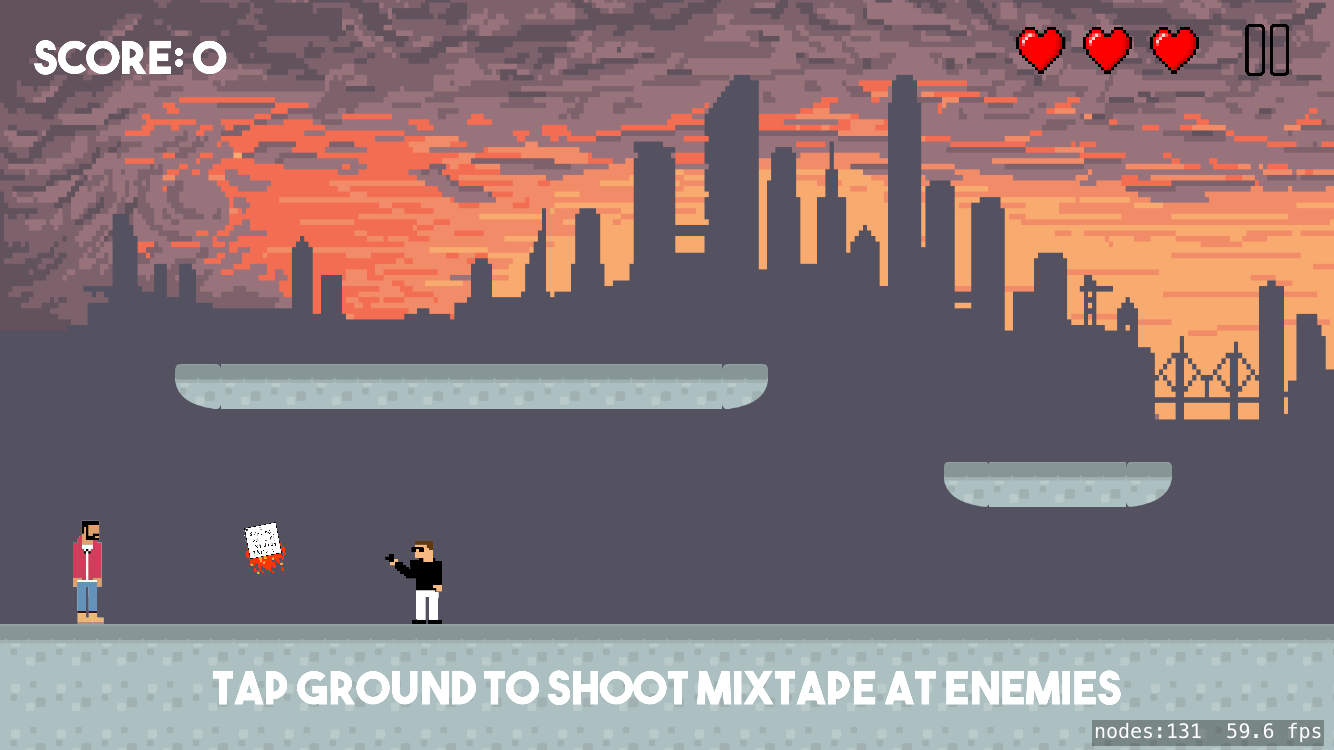 SCORE: 0
TAP GROUND TO SHOOT MIXTAPE AT ENEMIES
nodes:131 59.6 fps